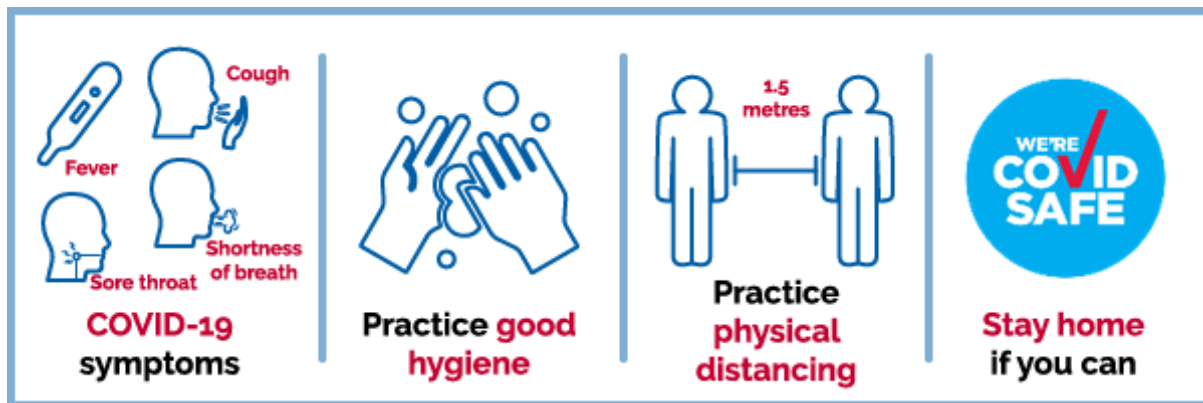 Cough
Fever
Shortness
of breath
Sore throat
COVID-19
symptoms
Practice good
hygiene
1.5
metres
Practice
physical
distancing
WE'RE
COVID
SAFE
Stay home
if you can